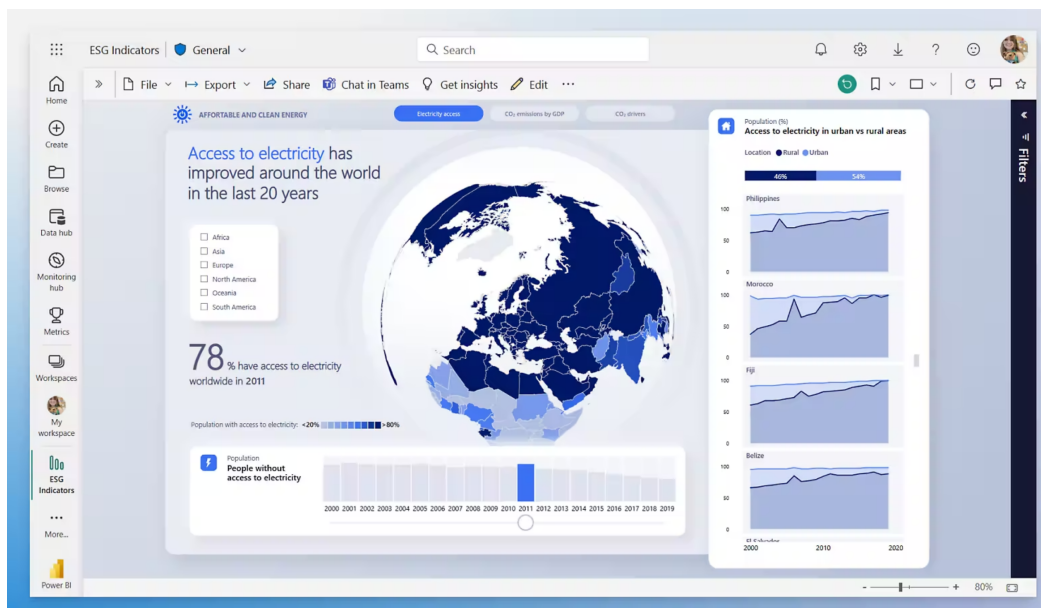 ESG Indicators
General
Search
File
Export
Share
Chat in Teams
Get insights
Edit
Home
Create
Browse
Data hub
Monitoring
hub
Metrics
Workspaces
My
workspace
ESG
Indicators
More...
Power BI
AFFORTABLE AND CLEAN ENERGY
Electricity access
CO₂ emissions by GDP
CO₂ drivers
Access to electricity has
improved around the world
in the last 20 years
Africa
Asia
Europe
North America
Oceania
South America
78 % have access to electricity
worldwide in 2011
Population with access to electricity: <20% >80%
Population
People without
access to electricity
2000 2001 2002 2003 2004 2005 2006 2007 2008 2009 2010 2011 2012 2013 2014 2015 2016 2017 2018 2019
Population (%)
Access to electricity in urban vs rural areas
Location Rural Urban
46% 54%
Philippines
100
50
0
Morocco
100
50
0
Fiji
100
60
0
Belize
100
50
0
El Salvador
2000 2010 2020
Filters
- + 80%